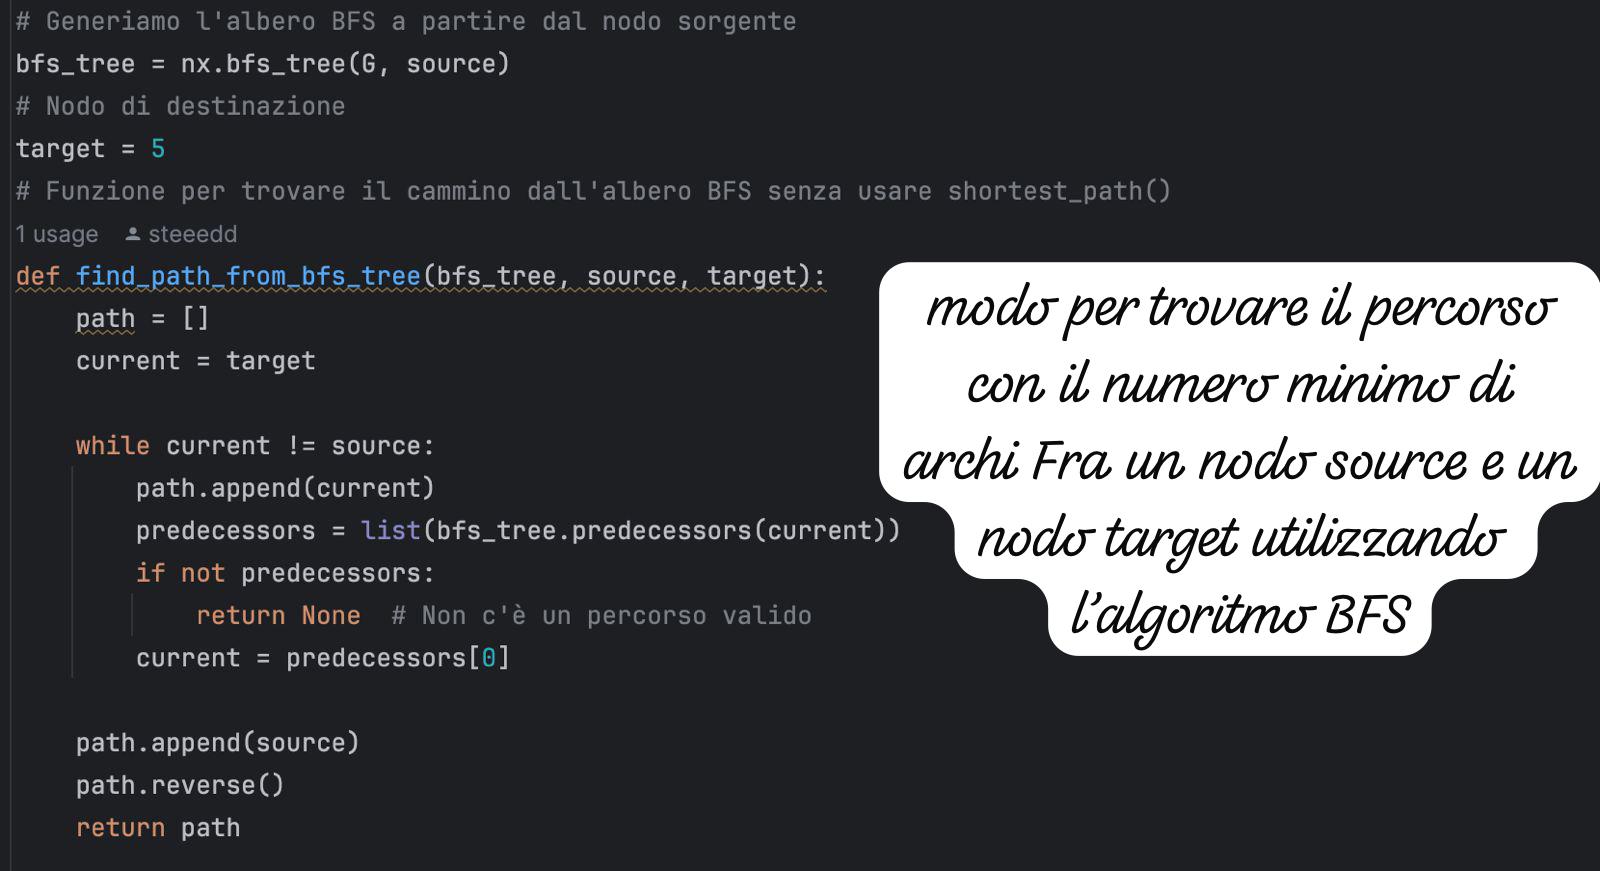 # Generiamo l'albero BFS a partire dal nodo sorgente
bfs_tree = nx.bfs_tree(G, source)
# Nodo di destinazione
target = 5
# Funzione per trovare il cammino dall'albero BFS senza usare shortest_path()
1 usage steeedd
def find_path_from_bfs_tree(bfs_tree, source, target):
    path = []
    current = target
    while current != source:
        path.append(current)
        predecessors = list(bfs_tree.predecessors(current))
        if not predecessors:
            return None  # Non c'è un percorso valido
        current = predecessors[0]
    path.append(source)
    path.reverse()
    return path
modo per trovare il percorso
con il numero minimo di
archi Fra un nodo source e un
nodo target utilizzando
l'algoritmo BFS